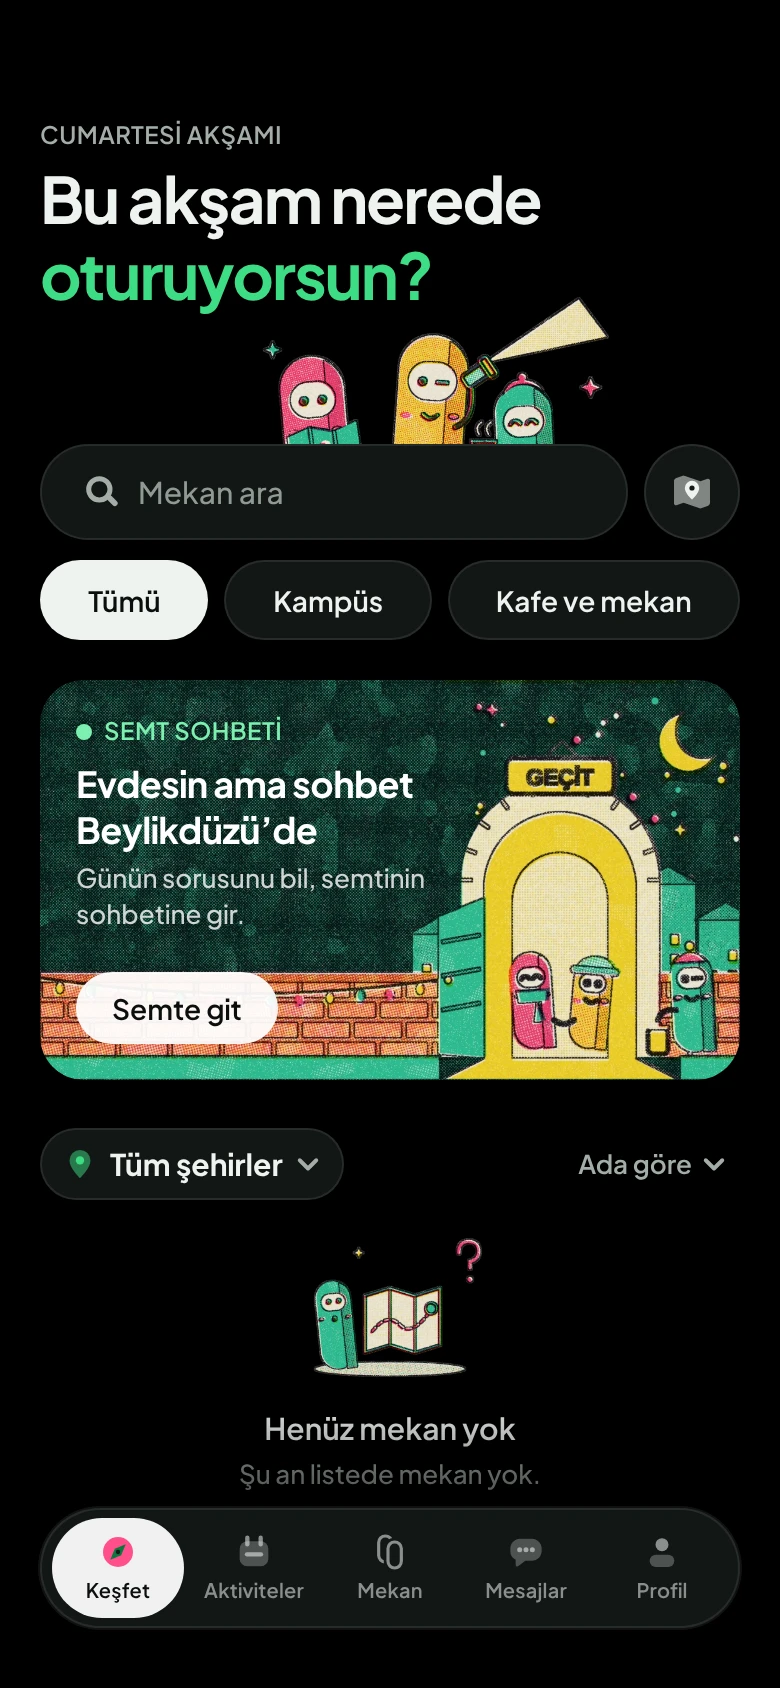 CUMARTESİ AKŞAMI
Bu akşam nerede
oturuyorsun?
Mekan ara
Tümü
Kampüs
Kafe ve mekan
SEMT SOHBETİ
Evdesin ama sohbet
Beylikdüzü’de
Günün sorusunu bil, semtinin
sohbetine gir.
Semte git
GEÇİT
Tüm şehirler
Ada göre
?
Henüz mekan yok
Şu an listede mekan yok.
Keşfet
Aktiviteler
Mekan
Mesajlar
Profil